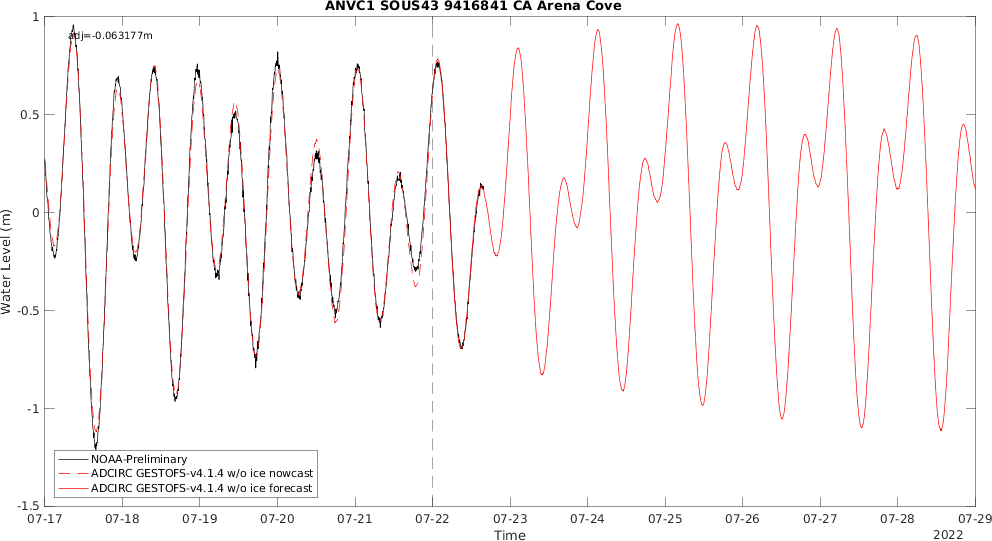 ANVC1 SOUS43 9416841 CA Arena Cove
adj=-0.063177m
Water Level (m)
1
0.5
0
-0.5
-1
-1.5
NOAA-Preliminary
ADCIRC GESTOFS-v4.1.4 w/o ice nowcast
ADCIRC GESTOFS-v4.1.4 w/o ice forecast
07-17 07-18 07-19 07-20 07-21 07-22 07-23 07-24 07-25 07-26 07-27 07-28 07-29
Time
2022